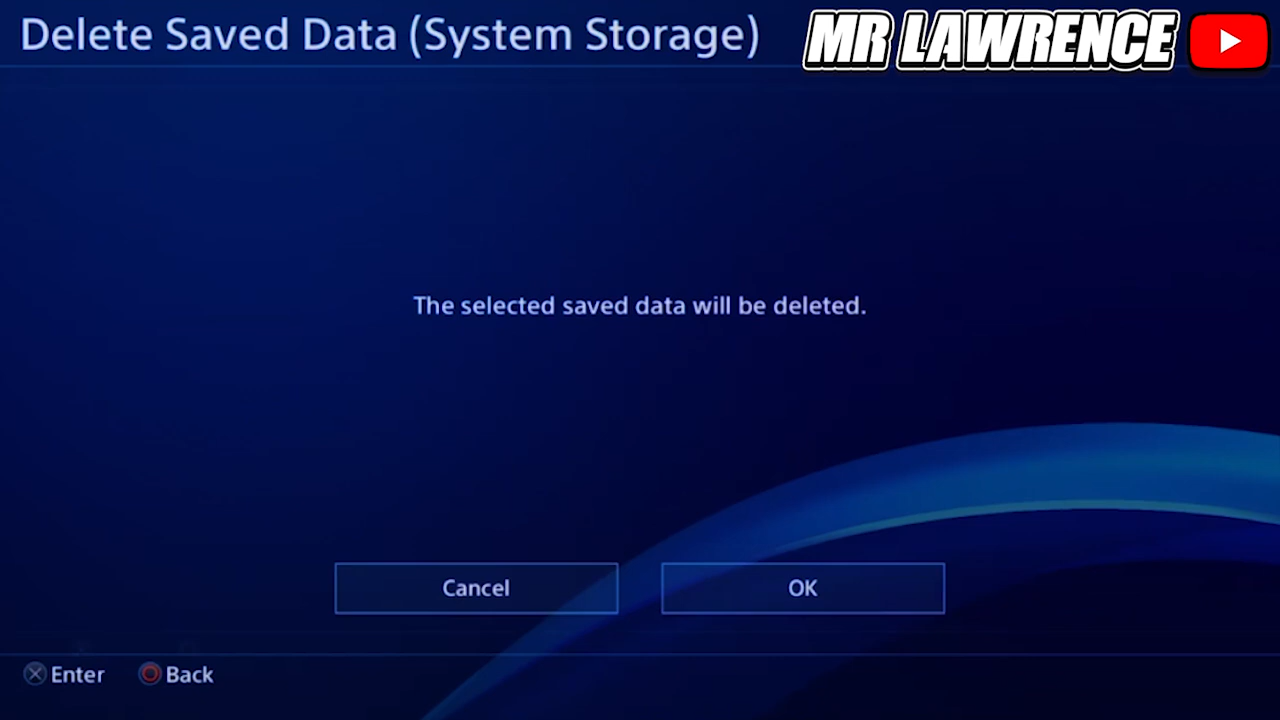 Delete Saved Data (System Storage)
MR LAWRENCE
The selected saved data will be deleted.
Cancel
OK
Enter
Back